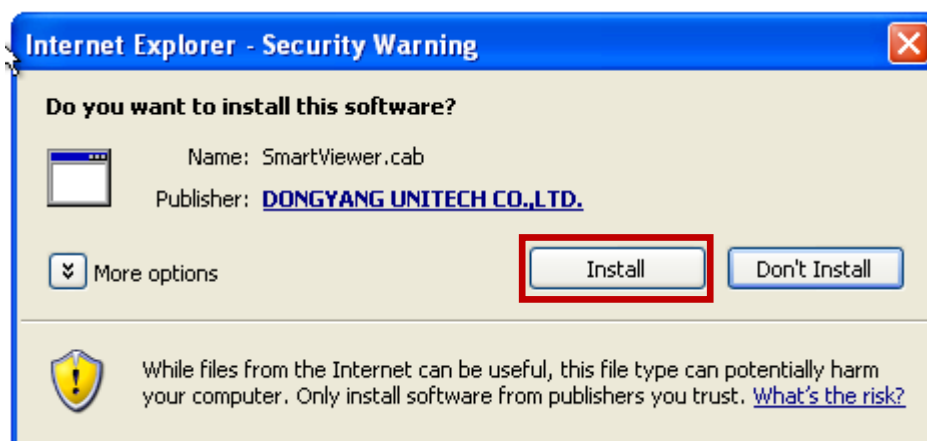 Internet Explorer - Security Warning
Do you want to install this software?
Name: SmartViewer.cab
Publisher: DONGYANG UNITECH CO.,LTD.
More options
Install
Don't Install
While files from the Internet can be useful, this file type can potentially harm
your computer. Only install software from publishers you trust. What's the risk?